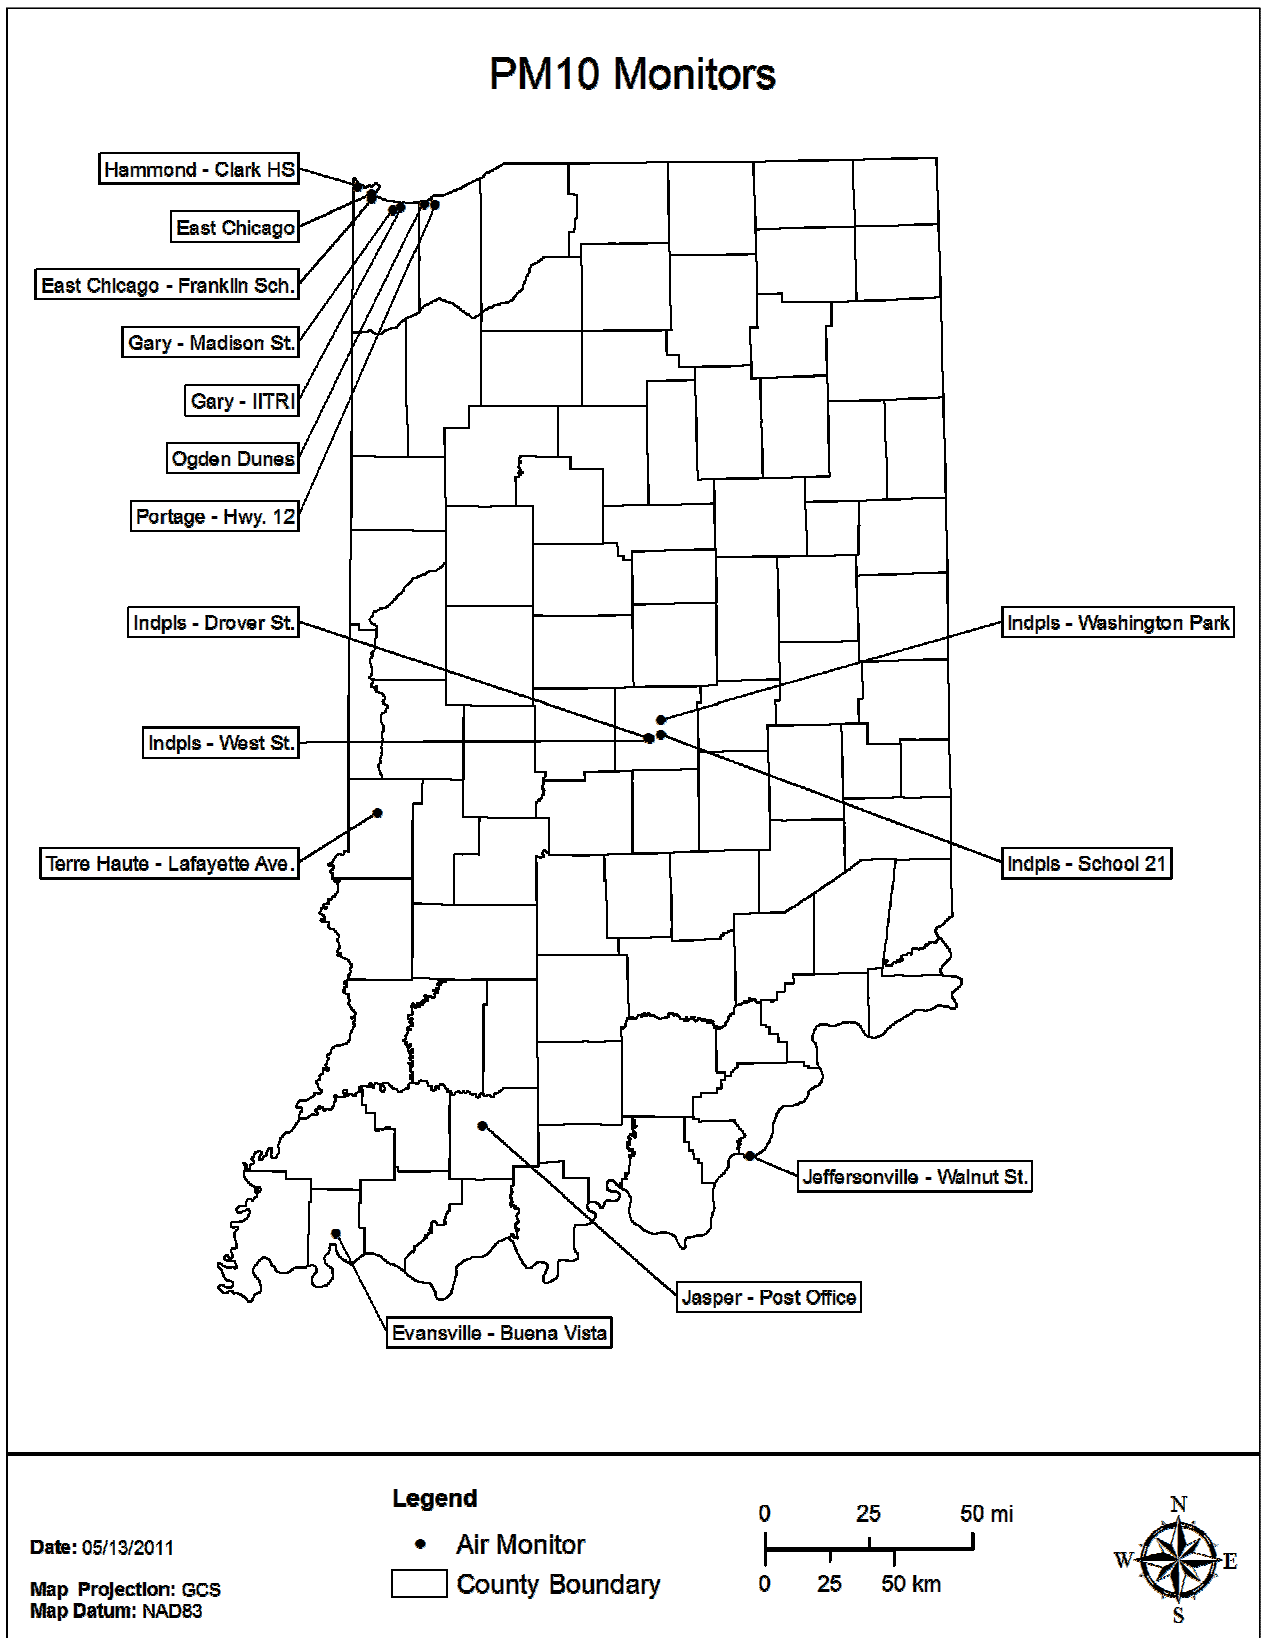 PM10 Monitors
Hammond - Clark HS
East Chicago
East Chicago - Franklin Sch.
Gary - Madison St.
Gary - IITRI
Ogden Dunes
Portage - Hwy. 12
Indpls - Drover St.
Indpls - Washington Park
Indpls - West St.
Terre Haute - Lafayette Ave.
Indpls - School 21
Jeffersonville - Walnut St.
Jasper - Post Office
Evansville - Buena Vista
Legend
Air Monitor
County Boundary
Date: 05/13/2011
Map Projection: GCS
Map Datum: NAD83
0 25 50 mi
0 25 50 km
N
W E
S